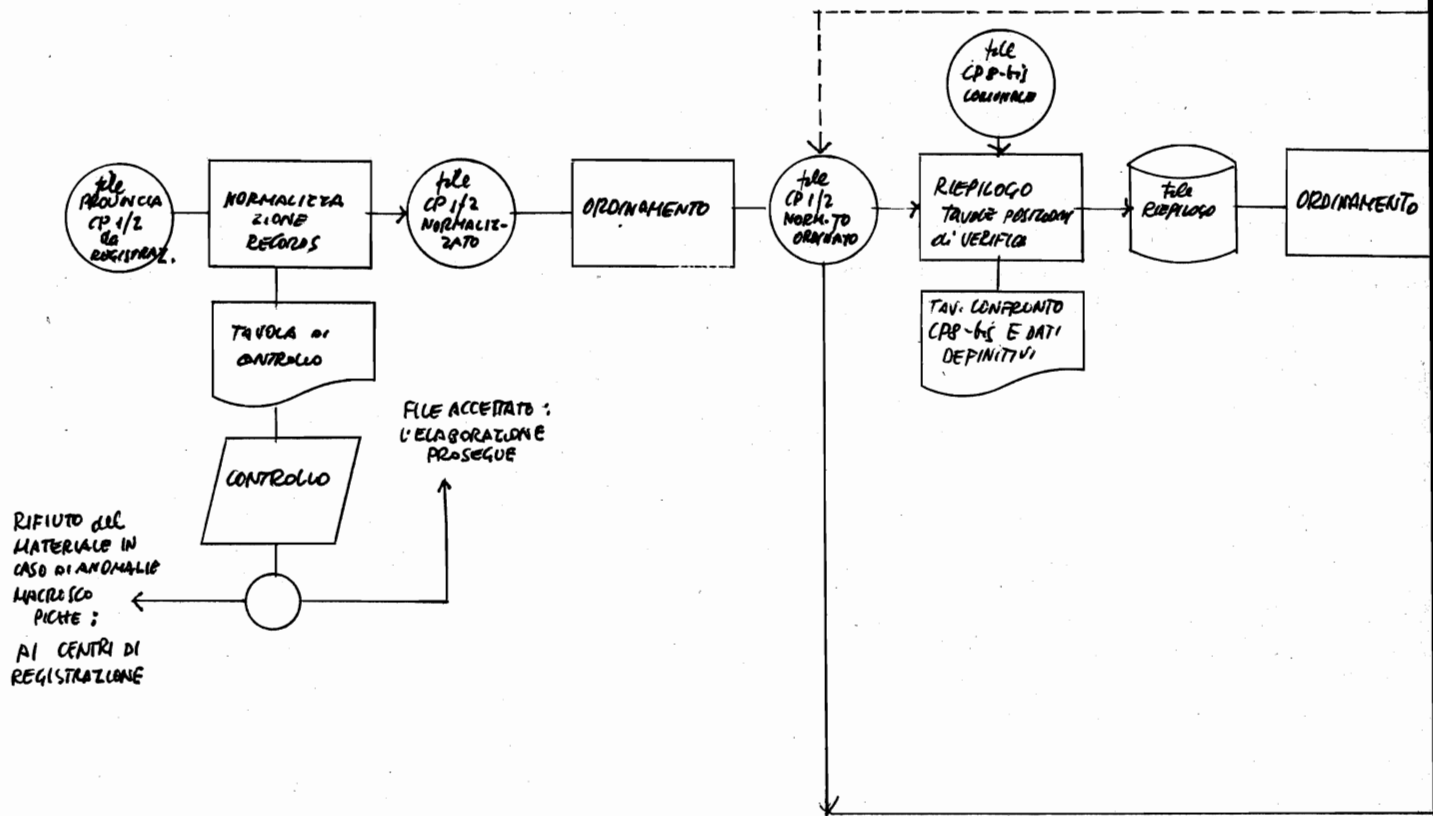 file
PROVINCIA
CP 1/2
da
REGISTRAZ.
NORMALIZZA
ZIONE
RECORDS
file
CP 1/2
NORMALIZ-
ZATO
ORDINAMENTO
file
CP 1/2
NORM.TO
ORDINATO
file
CP8-bis
COMUNALE
RIEPILOGO
TAVOLE
di VERIFICA
file
RIEPILOGO
ORDINAMENTO
TAVOLA DI
CONTROLLO
TAV. CONFRONTO
CP8-bis E DATI
DEFINITIVI
CONTROLLO
FILE ACCETTATO :
L'ELABORAZIONE
PROSEGUE
RIFIUTO del
MATERIALE IN
CASO DI ANOMALIE
MACROSCO
PICHE :
AI CENTRI DI
REGISTRAZIONE